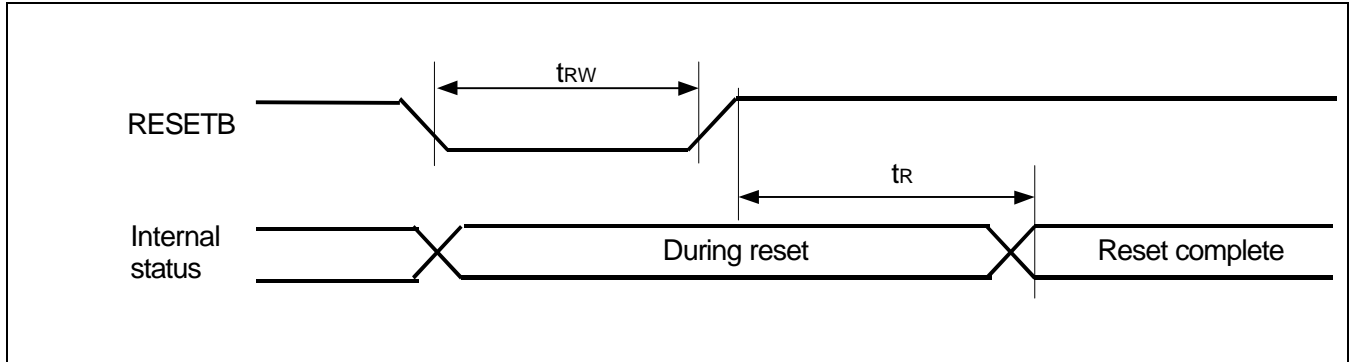 tRW
RESETB
tR
Internal
status
During reset
Reset complete